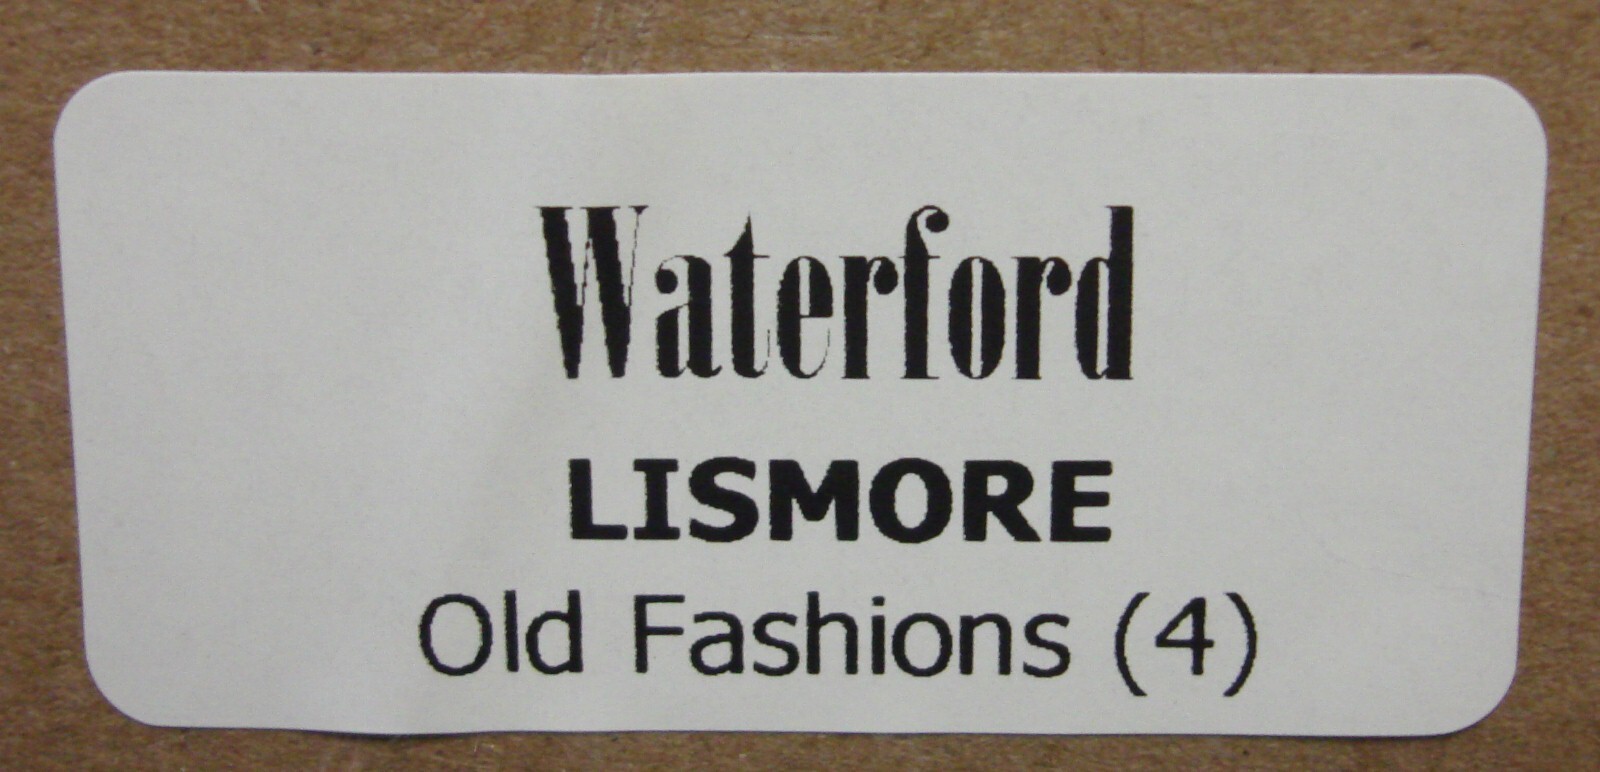 Waterford
LISMORE
Old Fashions (4)